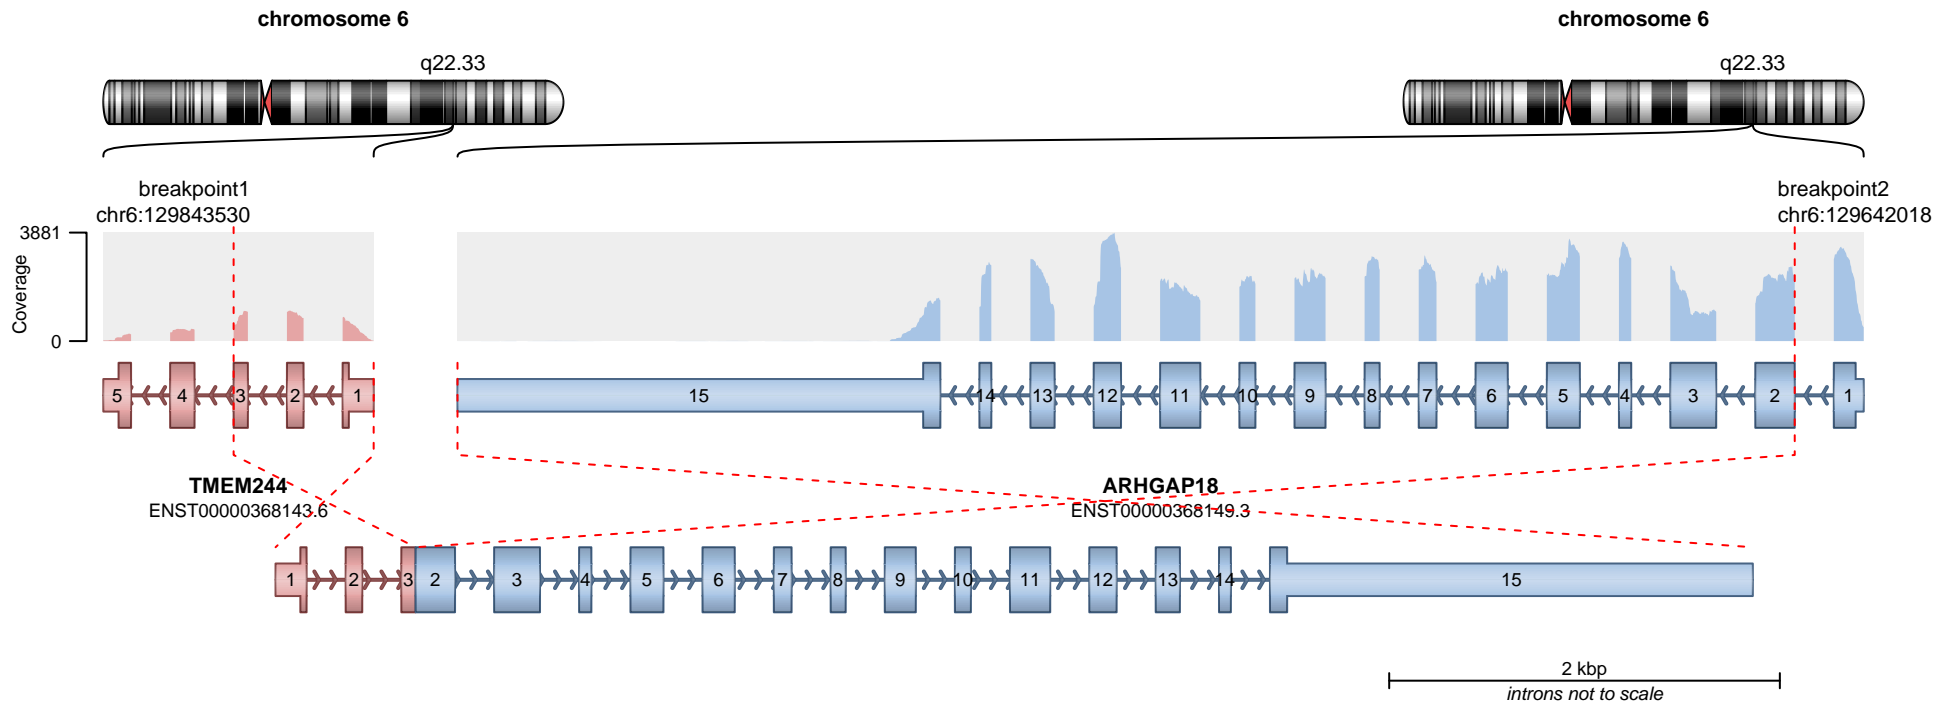 chromosome 6
chromosome 6
q22.33
q22.33
breakpoint1
chr6:129843530
breakpoint2
chr6:129642018
3881
Coverage
0
5 4 3 2 1
15 14 13 12 11 10 9 8 7 6 5 4 3 2 1
TMEM244
ENST00000368143.6
ARHGAP18
ENST00000368149.3
1 2 3 2 3 4 5 6 7 8 9 10 11 12 13 14 15
2 kbp
introns not to scale